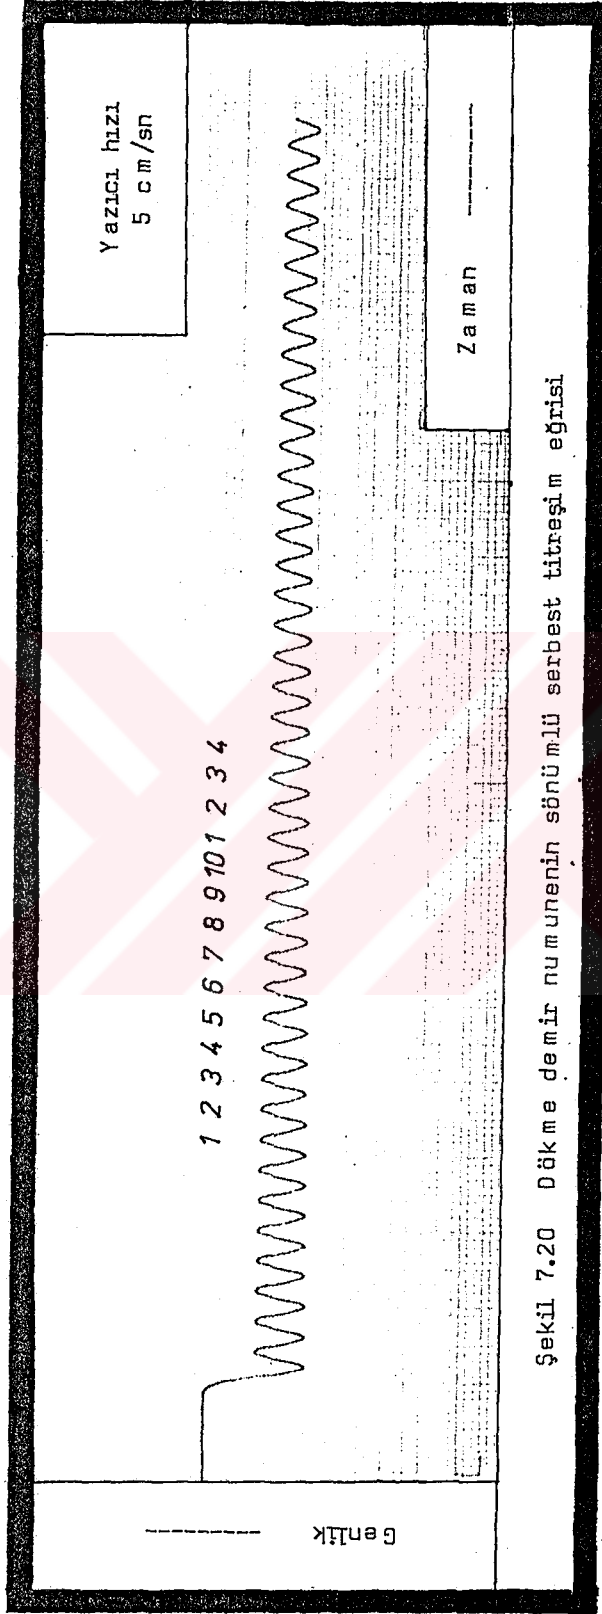 Yazıcı hızı
5 cm/sn
1 2 3 4 5 6 7 8 9 10 1 2 3 4
Genlik
Zaman
Şekil 7.20 Dökme demir numunenin sönümlü serbest titreşim eğrisi